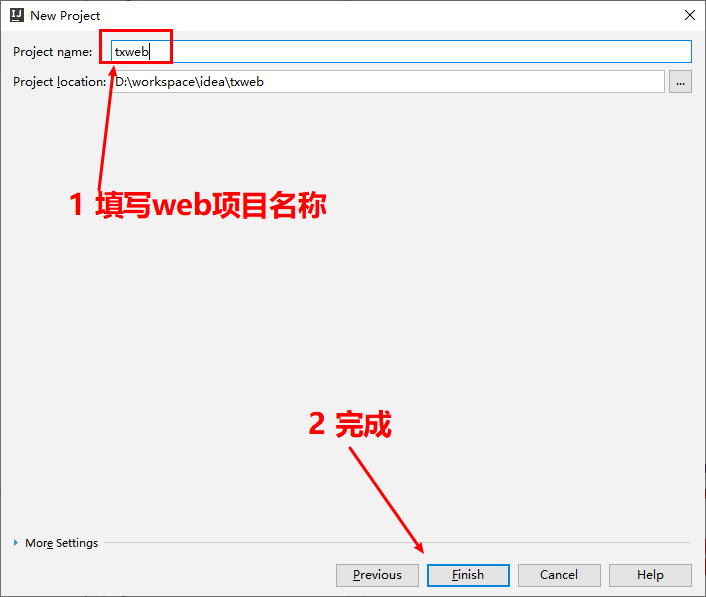 New Project
Project name: txweb
Project location: D:\workspace\idea\txweb ...
1 填写web项目名称
2 完成
More Settings
Previous Finish Cancel Help